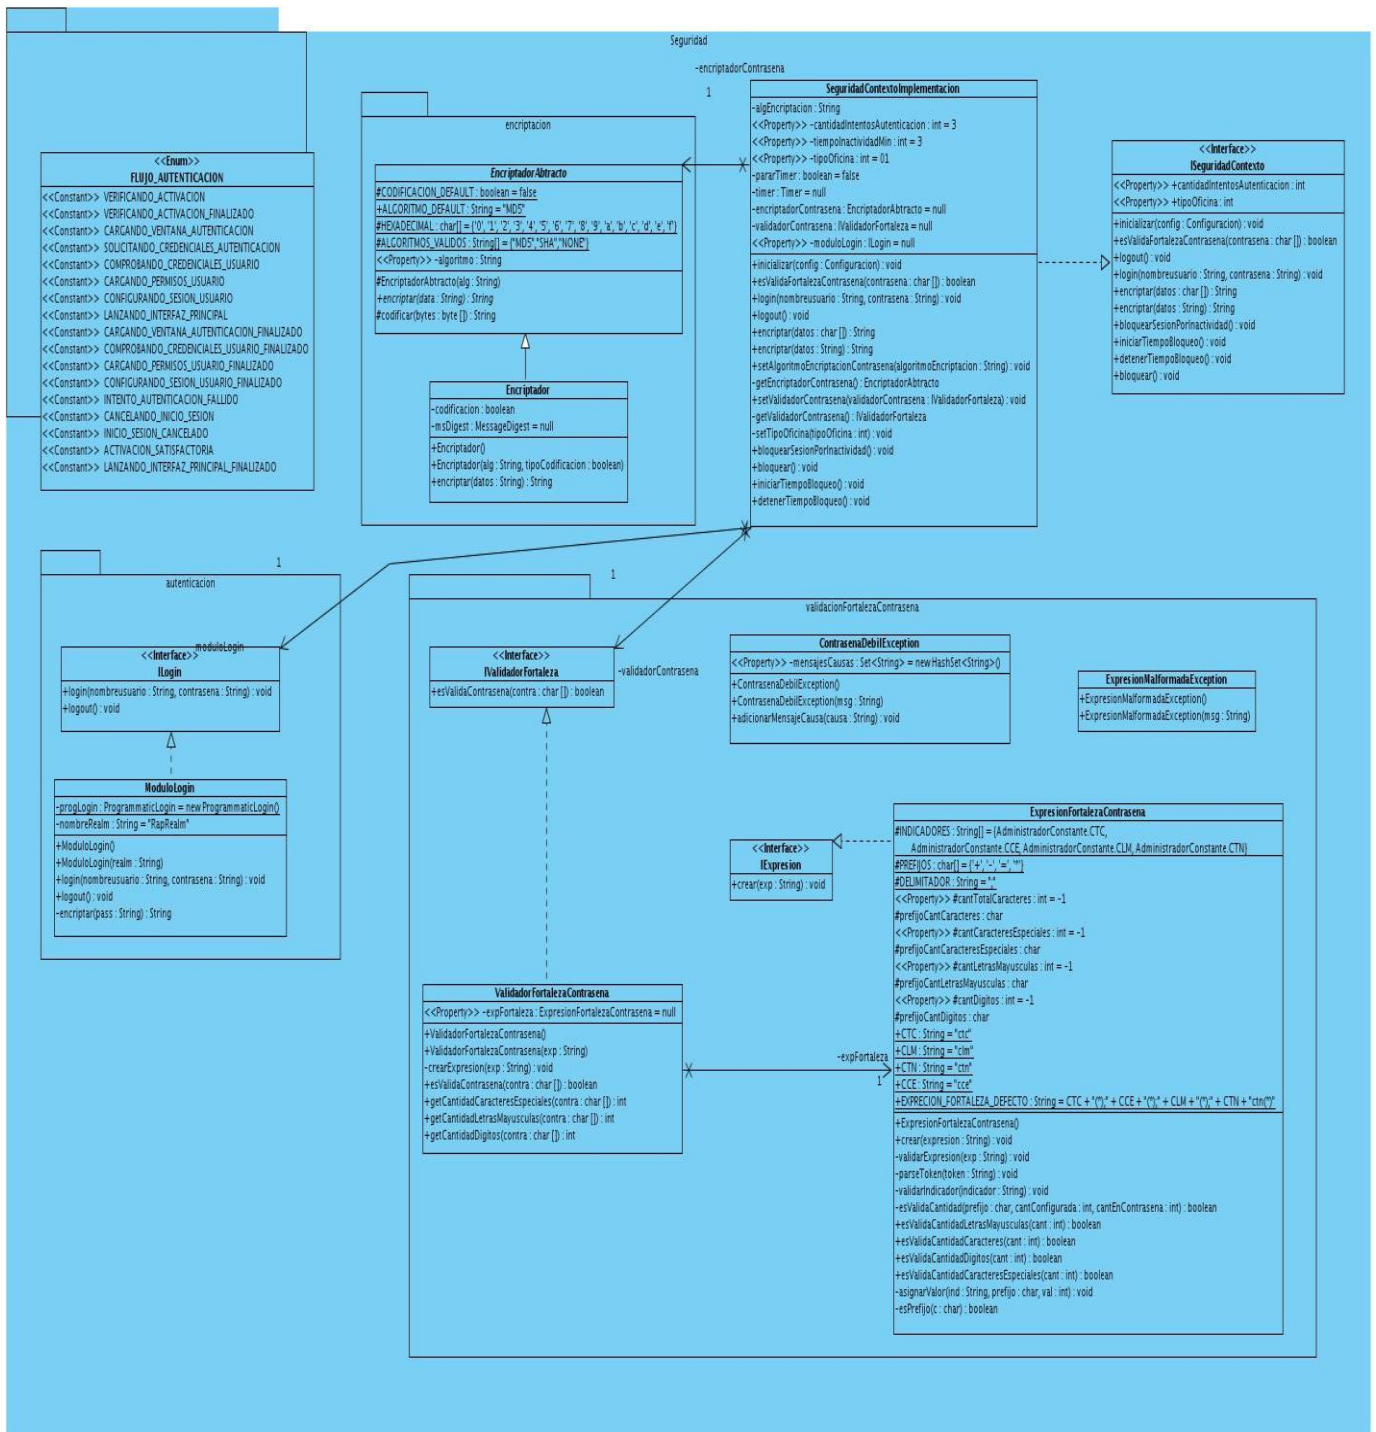 Seguridad
-encriptadorContrasena
1
<<Enum>>
FLUJO_AUTENTICACION
<<Constant>> VERIFICANDO_ACTIVACION
<<Constant>> VERIFICANDO_ACTIVACION_FINALIZADO
<<Constant>> CARGANDO_VENTANA_AUTENTICACION
<<Constant>> SOLICITANDO_CREDENCIALES_AUTENTICACION
<<Constant>> COMPROBANDO_CREDENCIALES_USUARIO
<<Constant>> CARGANDO_PERMISOS_USUARIO
<<Constant>> CONFIGURANDO_SESION_USUARIO
<<Constant>> LANZANDO_INTERFAZ_PRINCIPAL
<<Constant>> CARGANDO_VENTANA_AUTENTICACION_FINALIZADO
<<Constant>> COMPROBANDO_CREDENCIALES_USUARIO_FINALIZADO
<<Constant>> CARGANDO_PERMISOS_USUARIO_FINALIZADO
<<Constant>> CONFIGURANDO_SESION_USUARIO_FINALIZADO
<<Constant>> INTENTO_AUTENTICACION_FALLIDO
<<Constant>> CANCELANDO_INICIO_SESION
<<Constant>> INICIO_SESION_CANCELADO
<<Constant>> ACTIVACION_SATISFACTORIA
<<Constant>> LANZANDO_INTERFAZ_PRINCIPAL_FINALIZADO
encriptacion
EncriptadorAbtracto
#CODIFICACION_DEFAULT : boolean = false
+ALGORITMO_DEFAULT : String = "MD5"
#HEXADECIMAL : char[] = {'0', '1', '2', '3', '4', '5', '6', '7', '8', '9', 'a', 'b', 'c', 'd', 'e', 'f'}
#ALGORITMOS_VALIDOS : String[] = {"MD5","SHA","NONE"}
<<Property>> -algoritmo : String
#EncriptadorAbtracto(alg : String)
+encriptar(data : String) : String
#codificar(bytes : byte []) : String
Encriptador
-codificacion : boolean
-msDigest : MessageDigest = null
+Encriptador()
+Encriptador(alg : String, tipoCodificacion : boolean)
+encriptar(datos : String) : String
SeguridadContextoImplementacion
-algEncriptacion : String
<<Property>> -cantidadIntentosAutenticacion : int = 3
<<Property>> -tiempoInactividadMin : int = 3
<<Property>> -tipoOficina : int = 01
-pararTimer : boolean = false
-timer : Timer = null
-encriptadorContrasena : EncriptadorAbtracto = null
-validadorContrasena : IValidadorFortaleza = null
<<Property>> -moduloLogin : ILogin = null
+inicializar(config : Configuracion) : void
+esValidaFortalezaContrasena(contrasena : char []) : boolean
+login(nombreusuario : String, contrasena : String) : void
+logout() : void
+encriptar(datos : char []) : String
+encriptar(datos : String) : String
+setAlgoritmoEncriptacionContrasena(algoritmoEncriptacion : String) : void
-getEncriptadorContrasena() : EncriptadorAbtracto
+setValidadorContrasena(validadorContrasena : IValidadorFortaleza) : void
-getValidadorContrasena() : IValidadorFortaleza
-setTipoOficina(tipoOficina : int) : void
+bloquearSesionPorInactividad() : void
+bloquear() : void
+iniciarTiempoBloqueo() : void
+detenerTiempoBloqueo() : void
<<Interface>>
ISeguridadContexto
<<Property>> +cantidadIntentosAutenticacion : int
<<Property>> +tipoOficina : int
+inicializar(config : Configuracion) : void
+esValidaFortalezaContrasena(contrasena : char []) : boolean
+logout() : void
+login(nombreusuario : String, contrasena : String) : void
+encriptar(datos : char []) : String
+encriptar(datos : String) : String
+bloquearSesionPorInactividad() : void
+iniciarTiempoBloqueo() : void
+detenerTiempoBloqueo() : void
+bloquear() : void
1
autenticacion
moduloLogin
<<Interface>>
ILogin
+login(nombreusuario : String, contrasena : String) : void
+logout() : void
ModuloLogin
-progLogin : ProgrammaticLogin = new ProgrammaticLogin()
-nombreRealm : String = "RapRealm"
+ModuloLogin()
+ModuloLogin(realm : String)
+login(nombreusuario : String, contrasena : String) : void
+logout() : void
-encriptar(pass : String) : String
1
validacionFortalezaContrasena
<<Interface>>
IValidadorFortaleza
+esValidaContrasena(contra : char []) : boolean
-validadorContrasena
ContrasenaDebilException
<<Property>> -mensajesCausas : Set<String> = new HashSet<String>()
+ContrasenaDebilException()
+ContrasenaDebilException(msg : String)
+adicionarMensajeCausa(causa : String) : void
ExpresionMalformadaException
+ExpresionMalformadaException()
+ExpresionMalformadaException(msg : String)
<<Interface>>
IExpresion
+crear(exp : String) : void
ExpresionFortalezaContrasena
#INDICADORES : String[] = {AdministradorConstante.CTC,
AdministradorConstante.CCE, AdministradorConstante.CLM, AdministradorConstante.CTN}
#PREFIJOS : char[] = {'+', '-', '=', '*'}
#DELIMITADOR : String = ";"
<<Property>> #cantTotalCaracteres : int = -1
#prefijoCantCaracteres : char
<<Property>> #cantCaracteresEspeciales : int = -1
#prefijoCantCaracteresEspeciales : char
<<Property>> #cantLetrasMayusculas : int = -1
#prefijoCantLetrasMayusculas : char
<<Property>> #cantDigitos : int = -1
#prefijoCantDigitos : char
+CTC : String = "ctc"
+CLM : String = "clm"
+CTN : String = "ctn"
+CCE : String = "cce"
+EXPRECION_FORTALEZA_DEFECTO : String = CTC + "(*);" + CCE + "(*);" + CLM + "(*);" + CTN + "ctn(*)"
+ExpresionFortalezaContrasena()
+crear(expresion : String) : void
-validarExpresion(exp : String) : void
-parseToken(token : String) : void
-validarIndicador(indicador : String) : void
-esValidaCantidad(prefijo : char, cantConfigurada : int, cantEnContrasena : int) : boolean
+esValidaCantidadLetrasMayusculas(cant : int) : boolean
+esValidaCantidadCaracteres(cant : int) : boolean
+esValidaCantidadDigitos(cant : int) : boolean
+esValidaCantidadCaracteresEspeciales(cant : int) : boolean
-asignarValor(ind : String, prefijo : char, val : int) : void
-esPrefijo(c : char) : boolean
ValidadorFortalezaContrasena
<<Property>> -expFortaleza : ExpresionFortalezaContrasena = null
+ValidadorFortalezaContrasena()
+ValidadorFortalezaContrasena(exp : String)
-crearExpresion(exp : String) : void
+esValidaContrasena(contra : char []) : boolean
+getCantidadCaracteresEspeciales(contra : char []) : int
+getCantidadLetrasMayusculas(contra : char []) : int
+getCantidadDigitos(contra : char []) : int
-expFortaleza
1